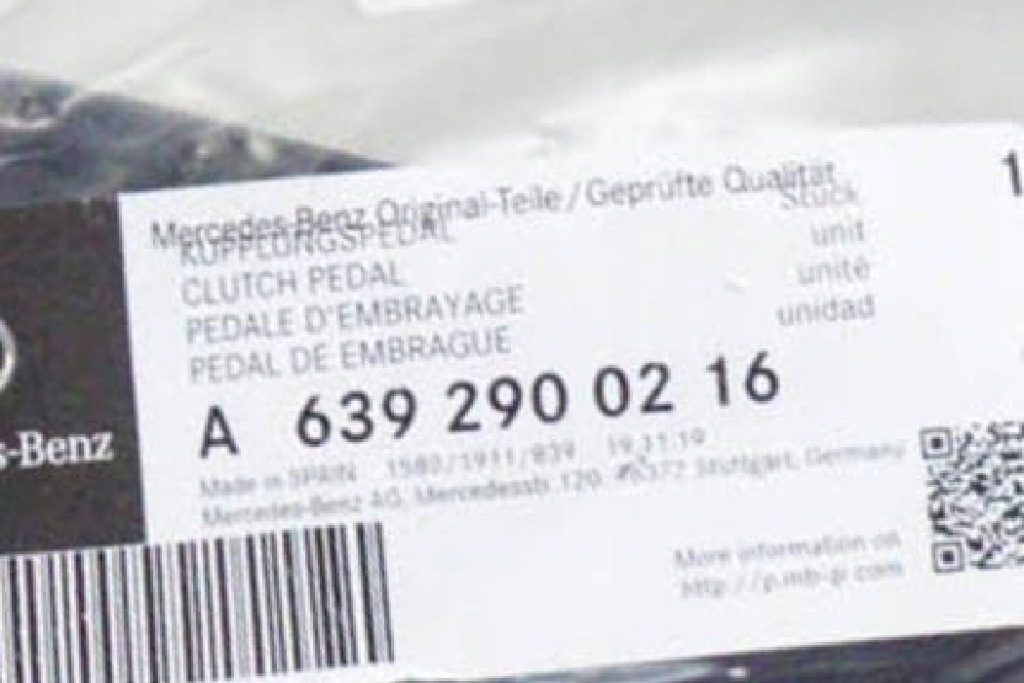 Mercedes-Benz Original-Teile / Geprüfte Qualität
KUPPLUNGSPEDAL Stück
CLUTCH PEDAL unit
PEDALE D'EMBRAYAGE unité
PEDAL DE EMBRAGUE unidad
1
A 639 290 02 16
s-Benz
Made in SPAIN 1580/1911/839 19.11.19
Mercedes-Benz AG, Mercedesstr. 120 Stuttgart, Germany
More information on
http://p.mb-p.com